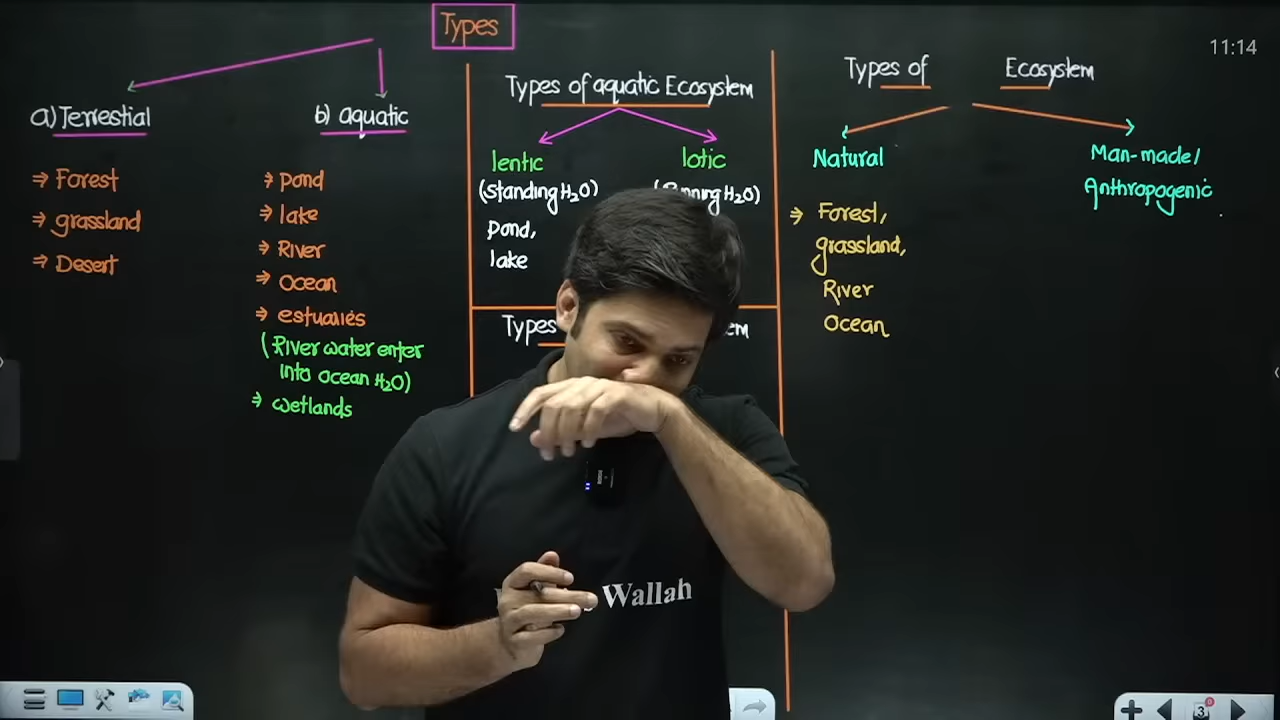 Types
11:14
a) Terrestial
⇒ Forest
⇒ grassland
⇒ Desert
b) aquatic
⇒ pond
⇒ lake
⇒ River
⇒ ocean
⇒ estuaries
(River water enter
into ocean H₂O)
⇒ wetlands
Types of aquatic Ecosystem
lentic
(standing H₂O)
pond,
lake
lotic
H₂O)
Types
Types of Ecosystem
Natural
⇒ Forest,
grassland,
River
Ocean
Man-made/
Anthropogenic
Wallah
3